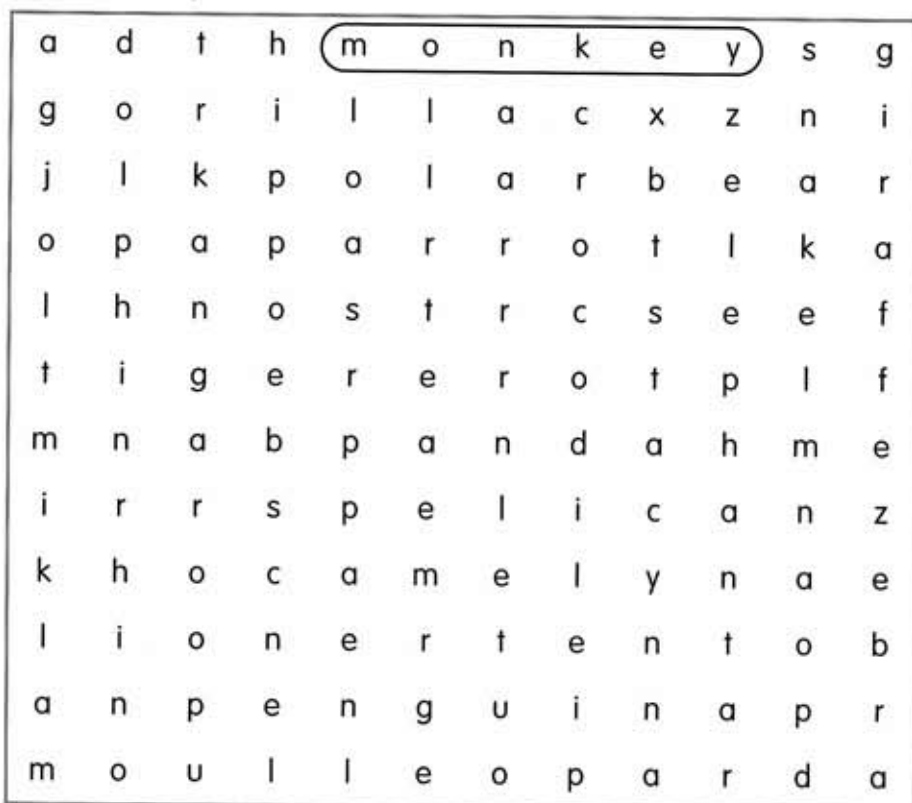 a d t h m o n k e y s g
g o r i l l a c x z n i
j l k p o l a r b e a r
o p a p a r r o t l k a
l h n o s t r c s e e f
t i g e r e r o t p l f
m n a b p a n d a h m e
i r r s p e l i c a n z
k h o c a m e l y n a e
l i o n e r t e n t o b
a n p e n g u i n a p r
m o u l l e o p a r d a